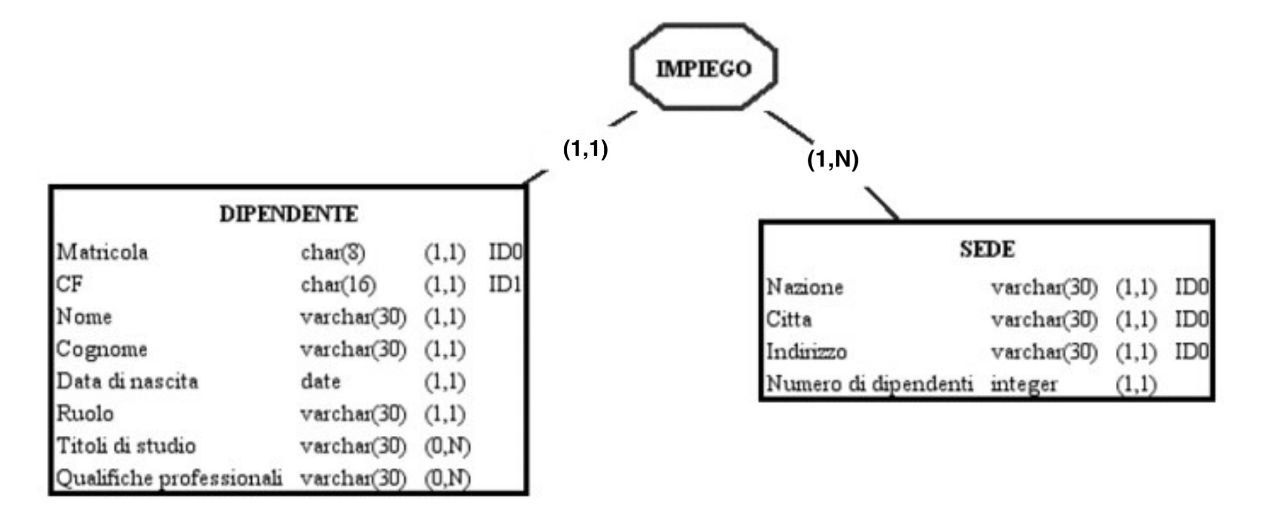 IMPIEGO
(1,1)
(1,N)
DIPENDENTE
Matricola char(8) (1,1) ID0
CF char(16) (1,1) ID1
Nome varchar(30) (1,1)
Cognome varchar(30) (1,1)
Data di nascita date (1,1)
Ruolo varchar(30) (1,1)
Titoli di studio varchar(30) (0,N)
Qualifiche professionali varchar(30) (0,N)
SEDE
Nazione varchar(30) (1,1) ID0
Citta varchar(30) (1,1) ID0
Indirizzo varchar(30) (1,1) ID0
Numero di dipendenti integer (1,1)